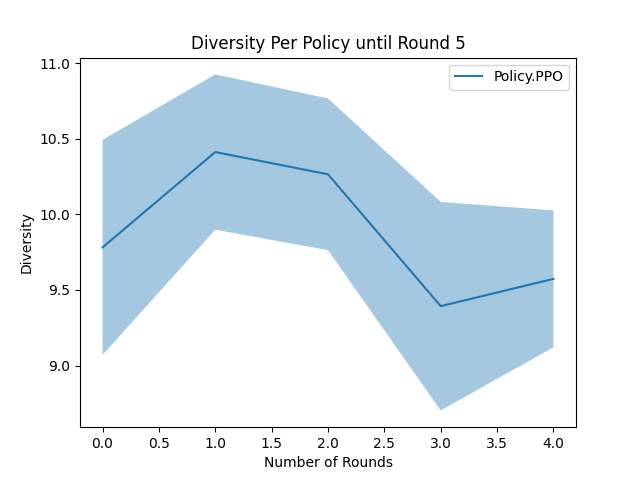 Diversity Per Policy until Round 5
Policy.PPO
11.0
10.5
10.0
9.5
9.0
Diversity
0.0 0.5 1.0 1.5 2.0 2.5 3.0 3.5 4.0
Number of Rounds